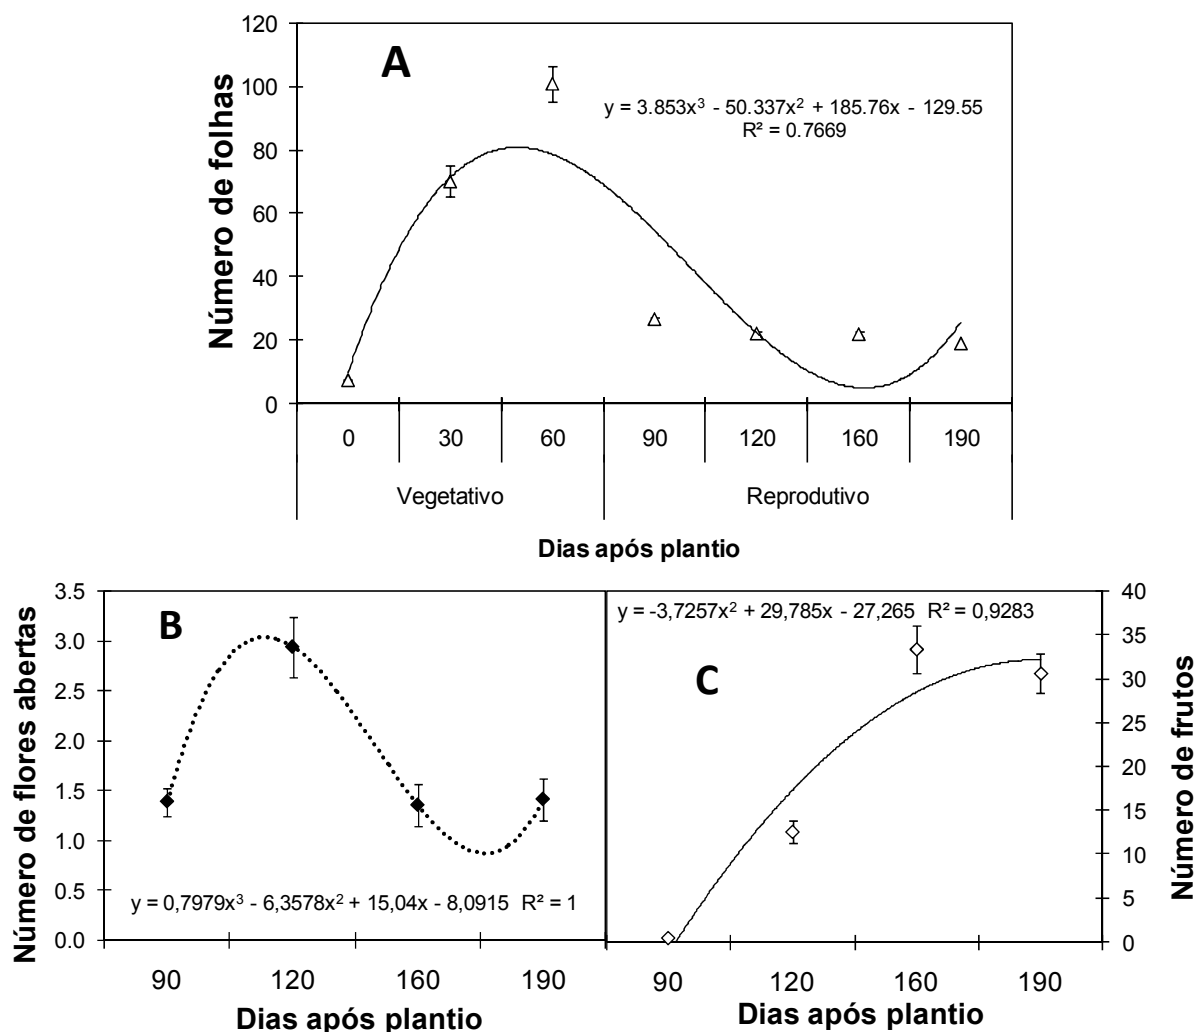 A
120
100
80
60
40
20
0
Número de folhas
y = 3.853x³ - 50.337x² + 185.76x - 129.55
R² = 0.7669
0 30 60 90 120 160 190
Vegetativo Reprodutivo
Dias após plantio
B
3.5
3.0
2.5
2.0
1.5
1.0
0.5
0.0
Número de flores abertas
y = 0,7979x³ - 6,3578x² + 15,04x - 8,0915 R² = 1
90 120 160 190
Dias após plantio
y = -3,7257x² + 29,785x - 27,265 R² = 0,9283
C
40
35
30
25
20
15
10
5
0
Número de frutos
90 120 160 190
Dias após plantio